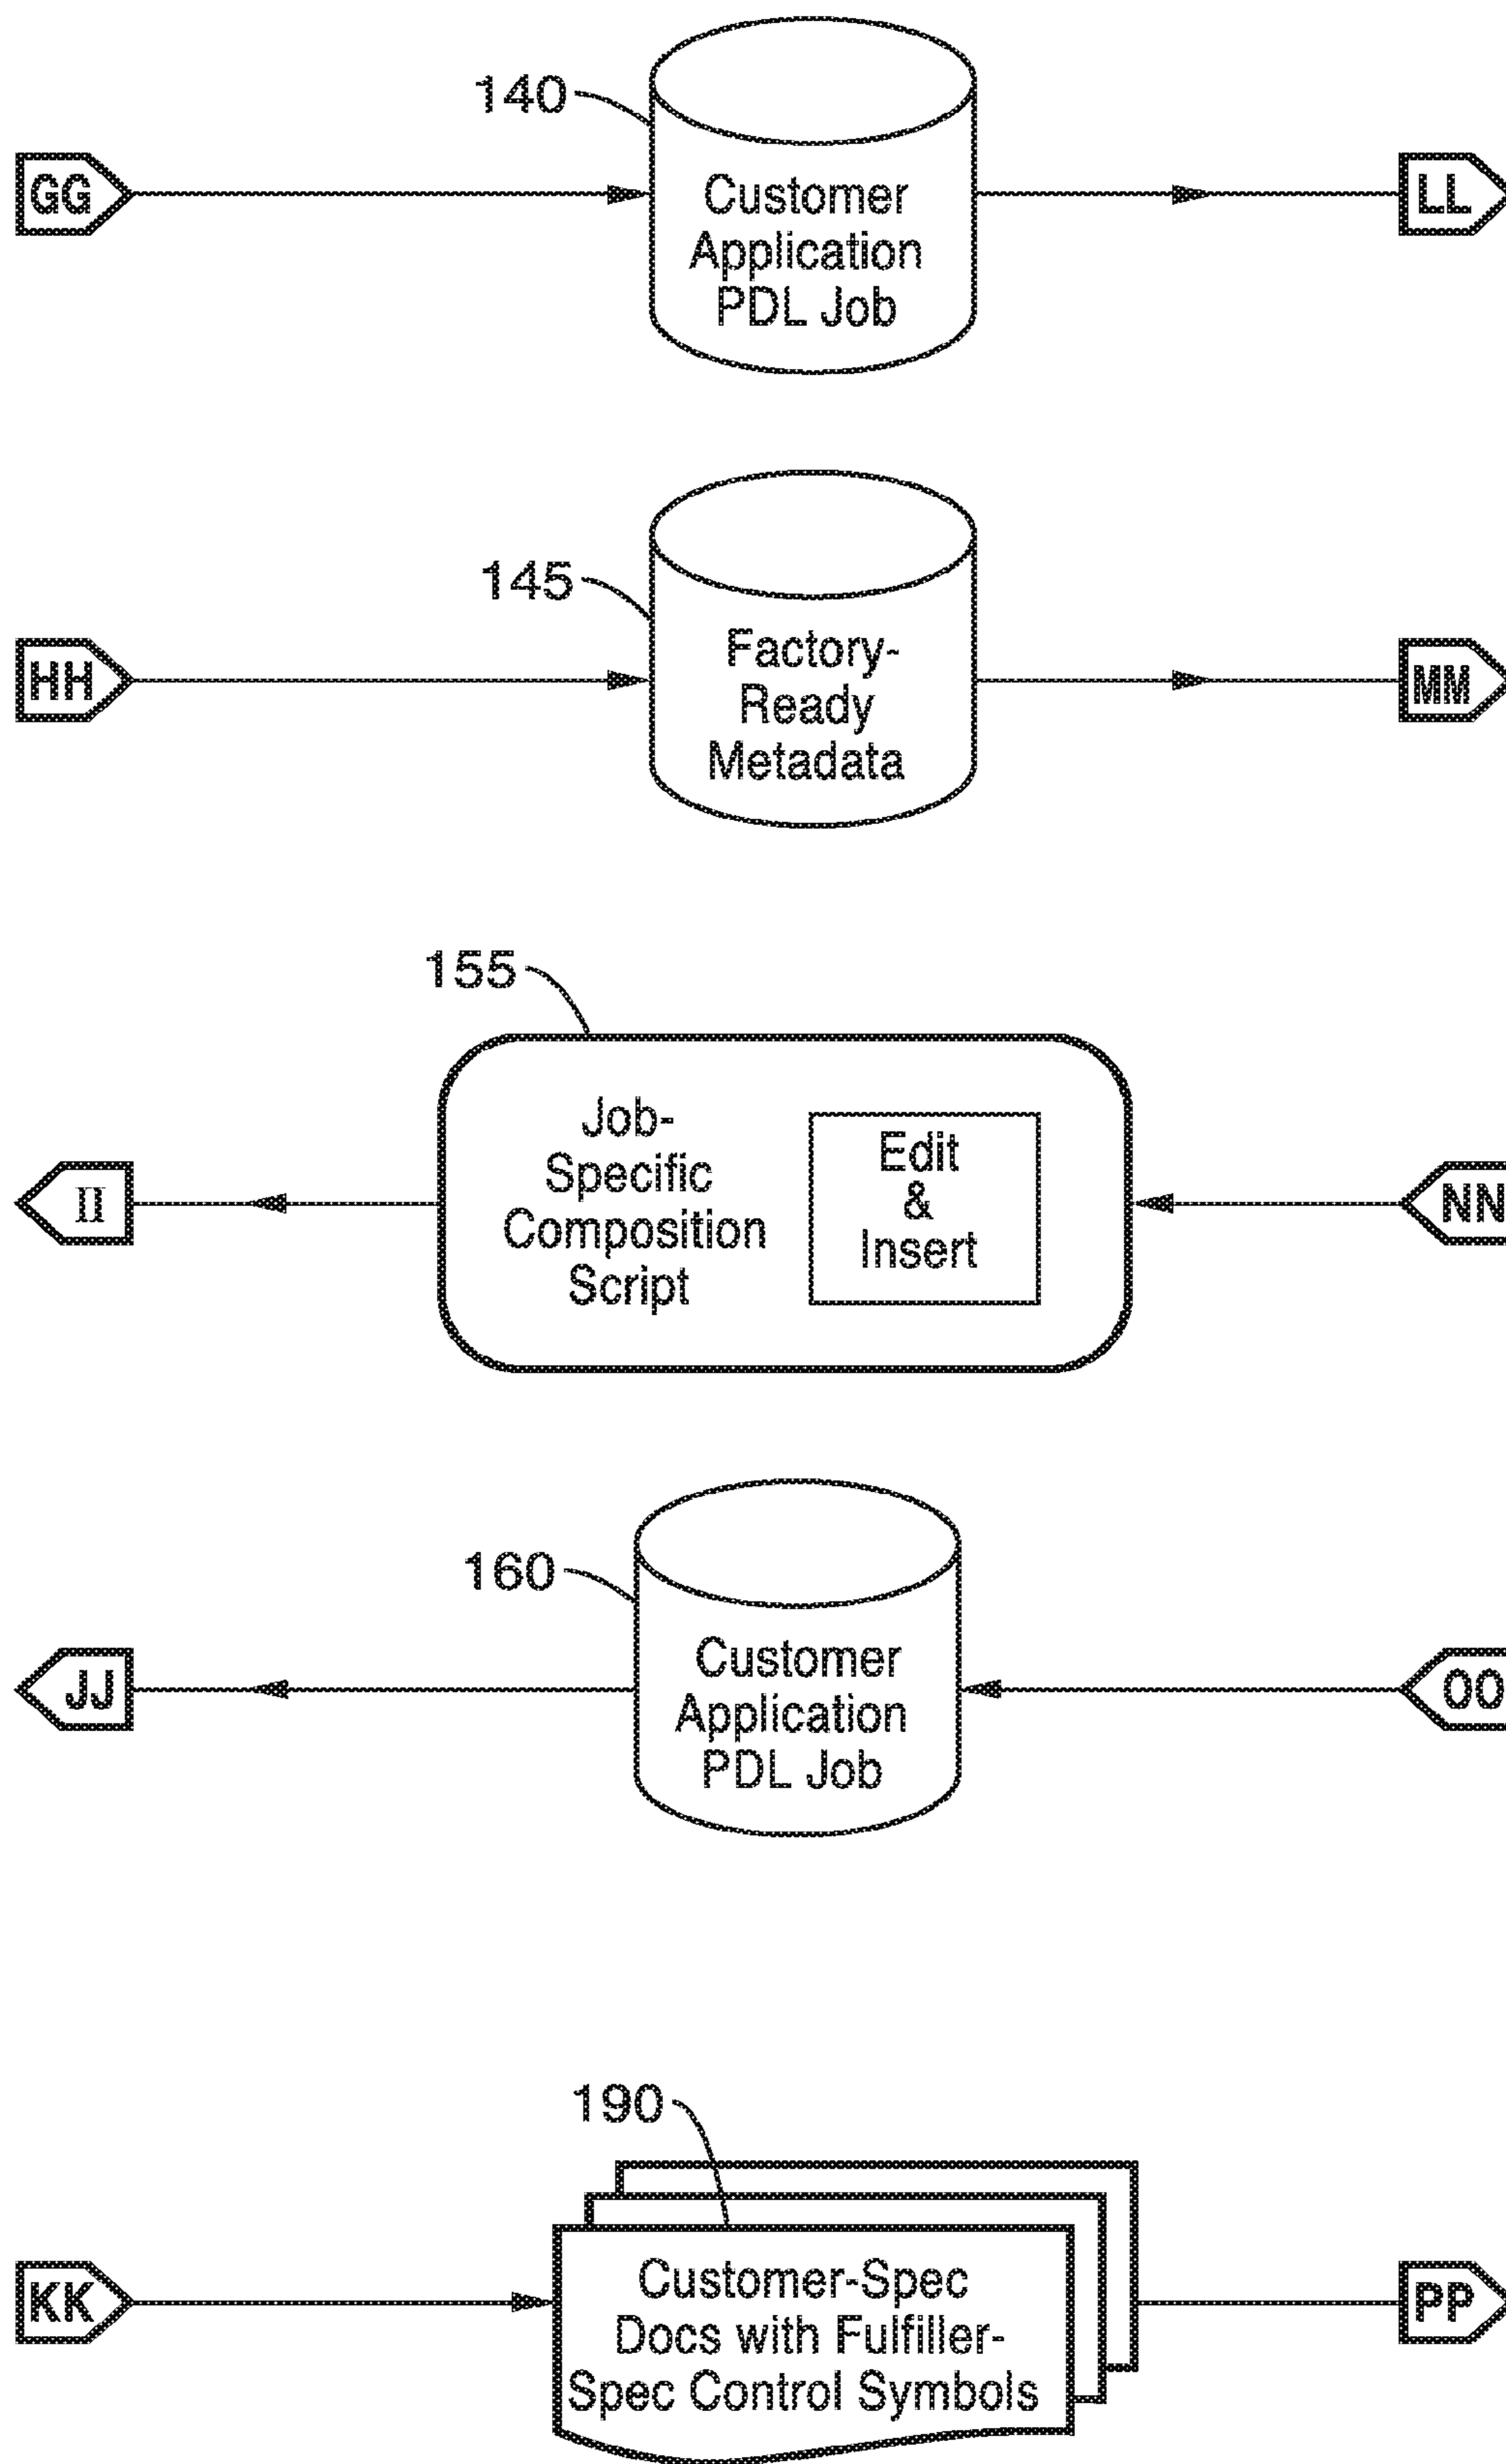 140
GG
Customer
Application
PDL Job
LL
145
HH
Factory-
Ready
Metadata
MM
155
II
Job-
Specific
Composition
Script
Edit
&
Insert
NN
160
JJ
Customer
Application
PDL Job
OO
190
KK
Customer-Spec
Docs with Fulfiller-
Spec Control Symbols
PP